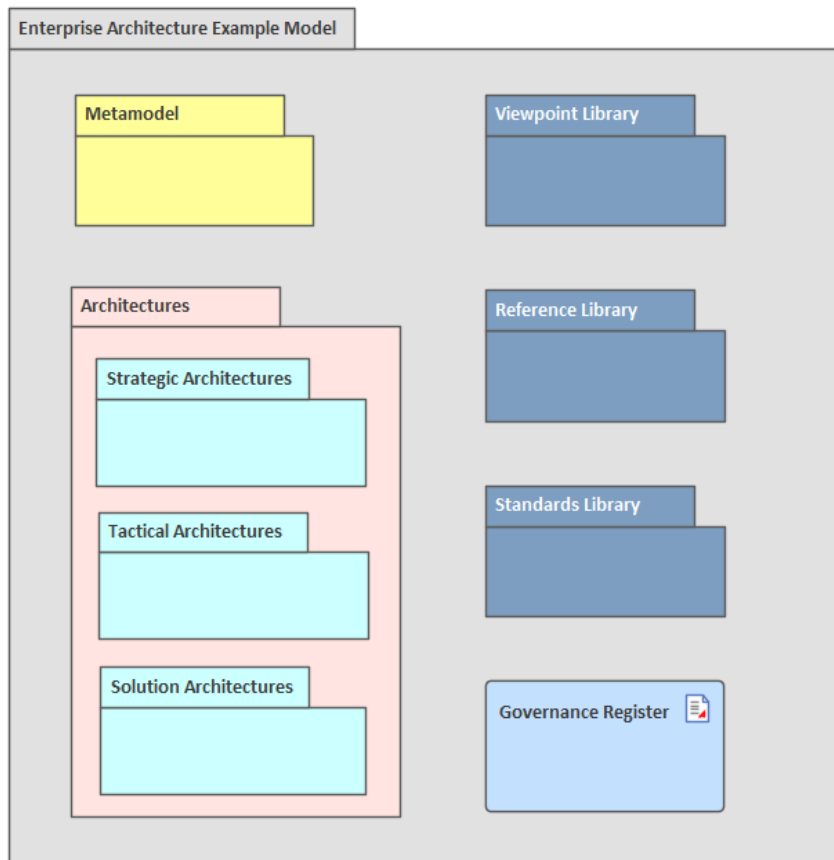 Enterprise Architecture Example Model
Metamodel
Viewpoint Library
Architectures
Reference Library
Strategic Architectures
Tactical Architectures
Standards Library
Solution Architectures
Governance Register